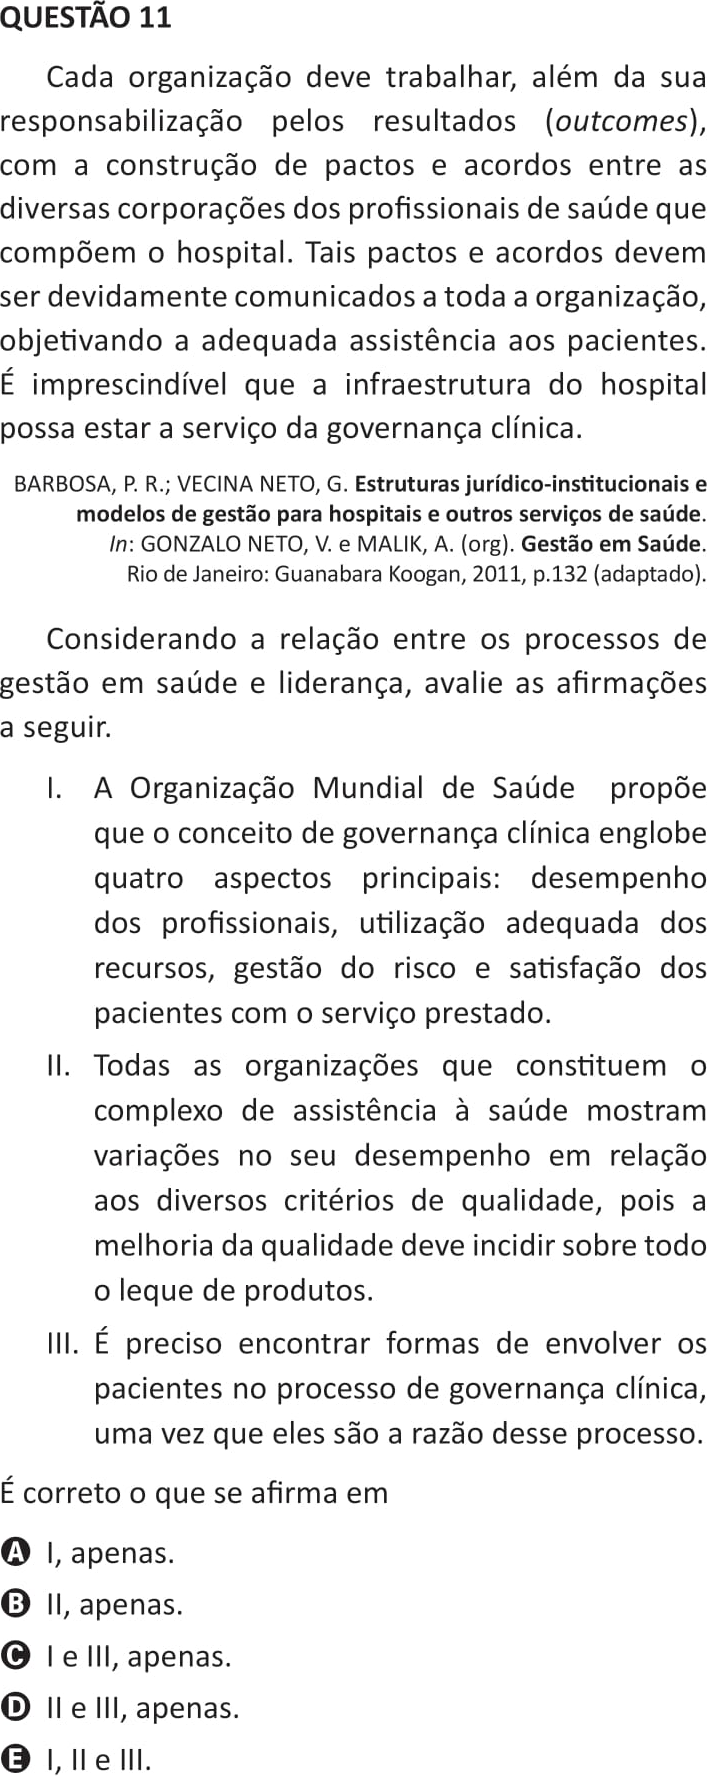 QUESTÃO 11
Cada organização deve trabalhar, além da sua
responsabilização pelos resultados (outcomes),
com a construção de pactos e acordos entre as
diversas corporações dos profissionais de saúde que
compõem o hospital. Tais pactos e acordos devem
ser devidamente comunicados a toda a organização,
objetivando a adequada assistência aos pacientes.
É imprescindível que a infraestrutura do hospital
possa estar a serviço da governança clínica.
BARBOSA, P. R.; VECINA NETO, G. Estruturas jurídico-institucionais e
modelos de gestão para hospitais e outros serviços de saúde.
In: GONZALO NETO, V. e MALIK, A. (org). Gestão em Saúde.
Rio de Janeiro: Guanabara Koogan, 2011, p.132 (adaptado).
Considerando a relação entre os processos de
gestão em saúde e liderança, avalie as afirmações
a seguir.
I. A Organização Mundial de Saúde propõe
que o conceito de governança clínica englobe
quatro aspectos principais: desempenho
dos profissionais, utilização adequada dos
recursos, gestão do risco e satisfação dos
pacientes com o serviço prestado.
II. Todas as organizações que constituem o
complexo de assistência à saúde mostram
variações no seu desempenho em relação
aos diversos critérios de qualidade, pois a
melhoria da qualidade deve incidir sobre todo
o leque de produtos.
III. É preciso encontrar formas de envolver os
pacientes no processo de governança clínica,
uma vez que eles são a razão desse processo.
É correto o que se afirma em
A I, apenas.
B II, apenas.
C I e III, apenas.
D II e III, apenas.
E I, II e III.